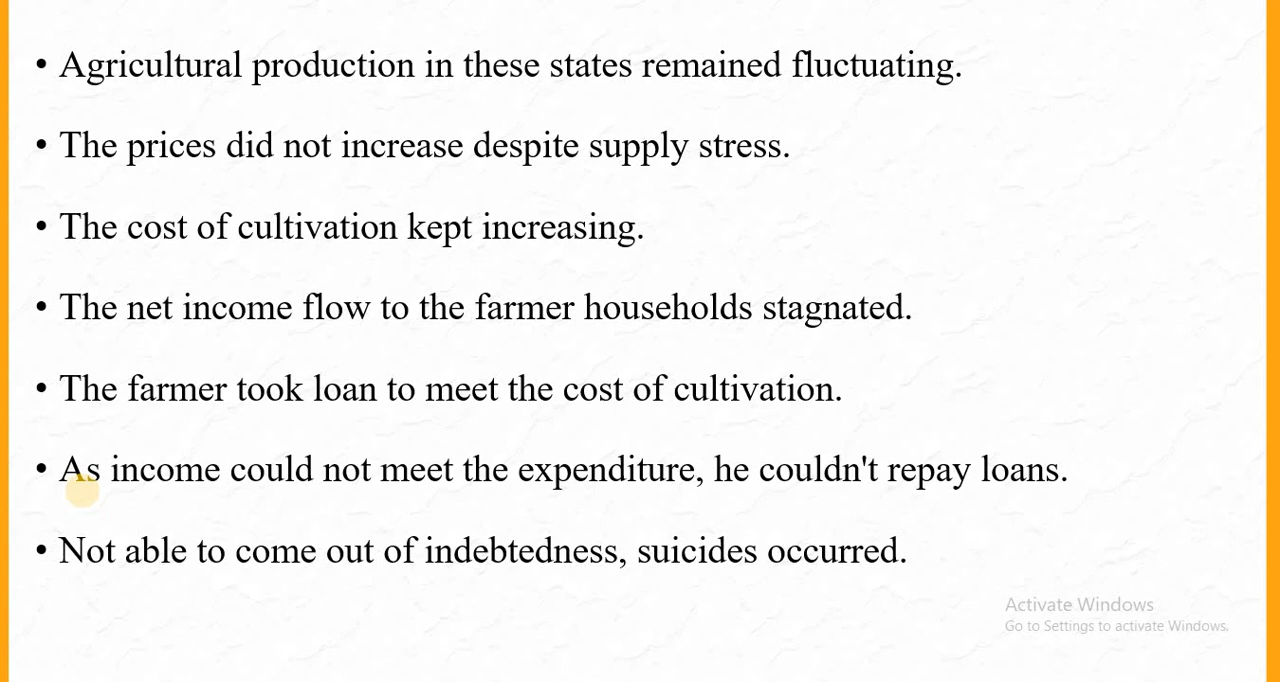 • Agricultural production in these states remained fluctuating.
• The prices did not increase despite supply stress.
• The cost of cultivation kept increasing.
• The net income flow to the farmer households stagnated.
• The farmer took loan to meet the cost of cultivation.
• As income could not meet the expenditure, he couldn't repay loans.
• Not able to come out of indebtedness, suicides occurred.
Activate Windows
Go to Settings to activate Windows.